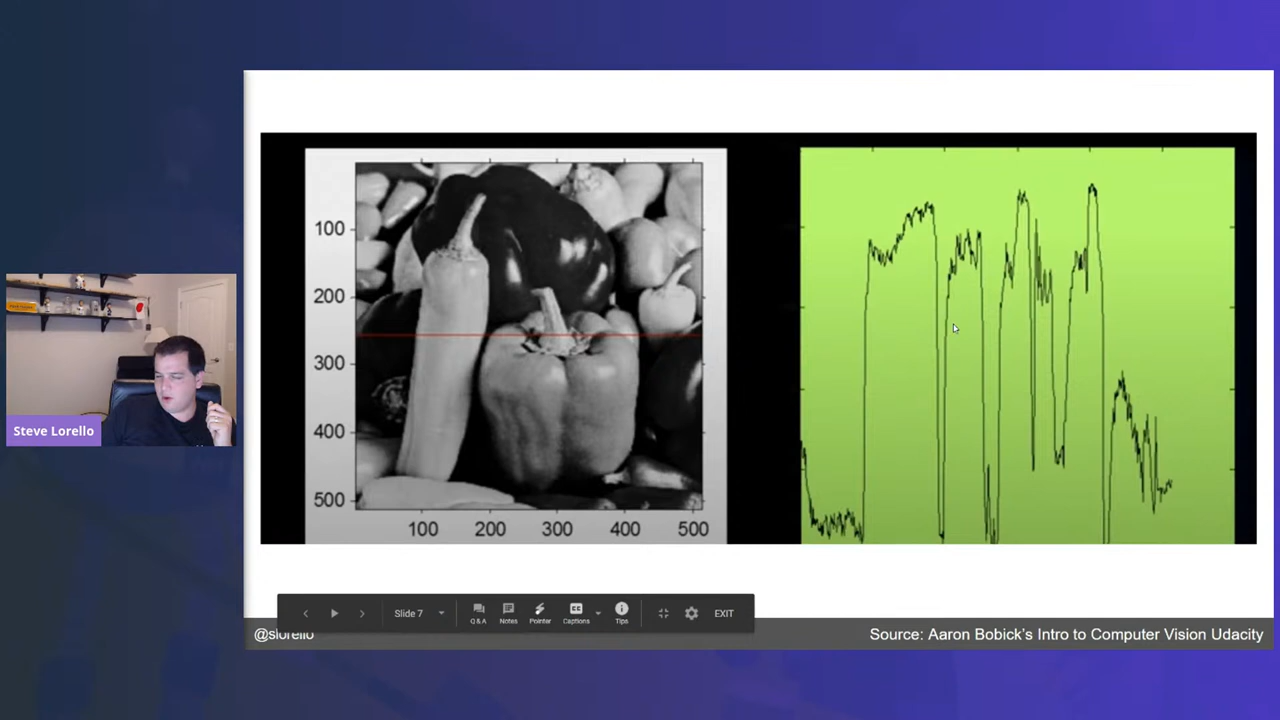 100
200
300
400
500
100 200 300 400 500
Steve Lorello
Slide 7
Q & A
Notes
Pointer
CC
Captions
Tips
EXIT
@slorello
Source: Aaron Bobick's Intro to Computer Vision Udacity